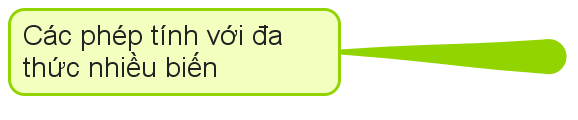 Các phép tính với đa
thức nhiều biến